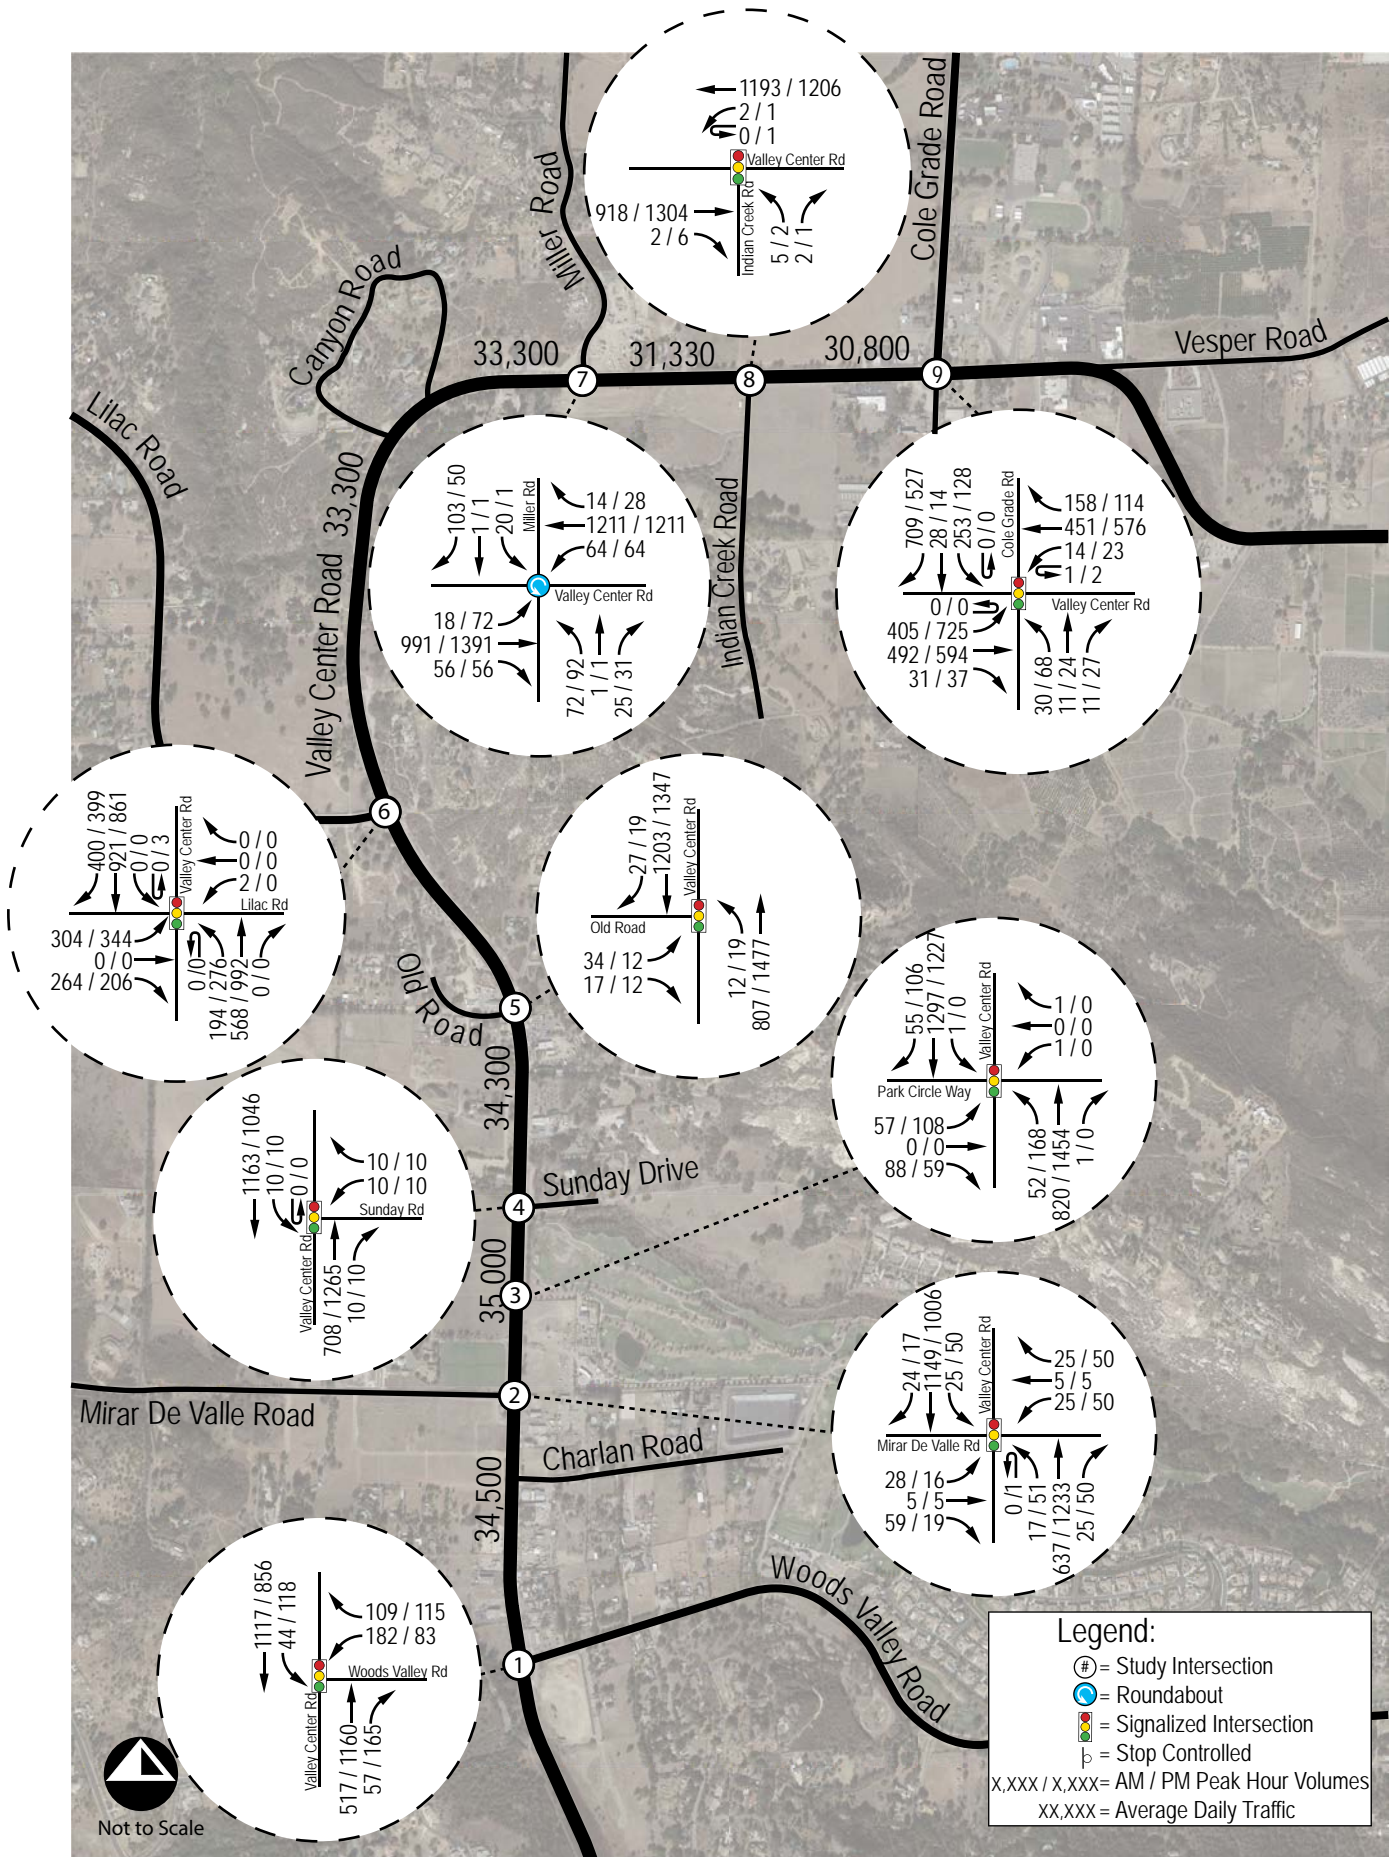 1193 / 1206
2 / 1
0 / 1
Valley Center Rd
Indian Creek Rd
918 / 1304
2 / 6
5 / 2
2 / 1
Miller Road
Cole Grade Road
Canyon Road
33,300
31,330
30,800
Vesper Road
7
8
9
Lilac Road
33,300
Valley Center Road
Indian Creek Road
103 / 50
1 / 1
20 / 1
Miller Rd
14 / 28
1211 / 1211
64 / 64
Valley Center Rd
18 / 72
991 / 1391
56 / 56
72 / 92
1 / 1
25 / 31
709 / 527
28 / 14
253 / 128
0 / 0
Cole Grade Rd
158 / 114
451 / 576
14 / 23
1 / 2
Valley Center Rd
0 / 0
405 / 725
492 / 594
31 / 37
30 / 68
11 / 24
11 / 27
6
400 / 399
921 / 861
0 / 0
0 / 3
Valley Center Rd
0 / 0
0 / 0
2 / 0
Lilac Rd
304 / 344
0 / 0
264 / 206
0 / 0
194 / 276
568 / 992
0 / 0
27 / 19
1203 / 1347
Valley Center Rd
Old Road
34 / 12
17 / 12
12 / 19
807 / 1477
Old Road
5
34,300
55 / 106
1297 / 1227
1 / 0
Valley Center Rd
1 / 0
0 / 0
1 / 0
Park Circle Way
57 / 108
0 / 0
88 / 59
52 / 168
820 / 1454
1 / 0
1163 / 1046
10 / 10
0 / 0
10 / 10
10 / 10
Sunday Rd
Valley Center Rd
708 / 1265
10 / 10
4
Sunday Drive
35,000
3
2
Mirar De Valle Road
Charlan Road
34,500
24 / 17
1149 / 1006
25 / 50
Valley Center Rd
25 / 50
5 / 5
25 / 50
Mirar De Valle Rd
28 / 16
5 / 5
59 / 19
0 / 1
17 / 51
637 / 1233
25 / 50
1117 / 856
44 / 118
109 / 115
182 / 83
Woods Valley Rd
Valley Center Rd
517 / 1160
57 / 165
1
Woods Valley Road
Legend:
# = Study Intersection
= Roundabout
= Signalized Intersection
= Stop Controlled
X,XXX / X,XXX= AM / PM Peak Hour Volumes
XX,XXX = Average Daily Traffic
Not to Scale